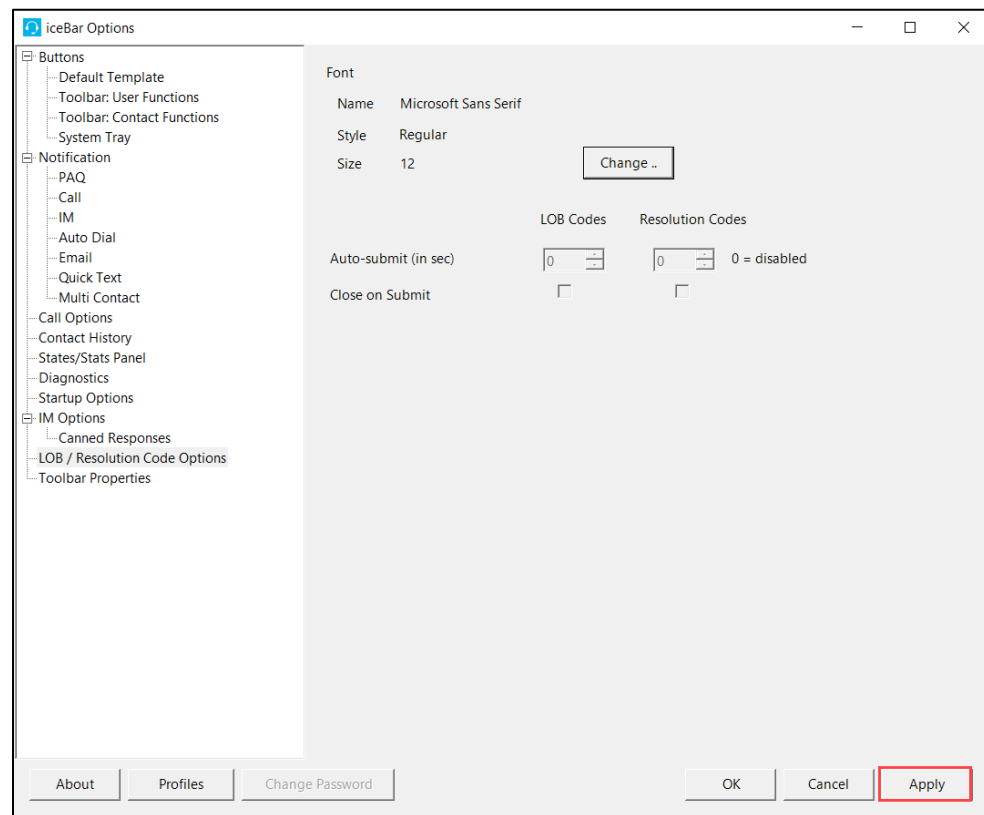 iceBar Options
Buttons
Default Template
Toolbar: User Functions
Toolbar: Contact Functions
System Tray
Notification
PAQ
Call
IM
Auto Dial
Email
Quick Text
Multi Contact
Call Options
Contact History
States/Stats Panel
Diagnostics
Startup Options
IM Options
Canned Responses
LOB / Resolution Code Options
Toolbar Properties
Font
Name Microsoft Sans Serif
Style Regular
Size 12 Change ..
LOB Codes Resolution Codes
Auto-submit (in sec) 0 0 0 = disabled
Close on Submit
About Profiles Change Password OK Cancel Apply